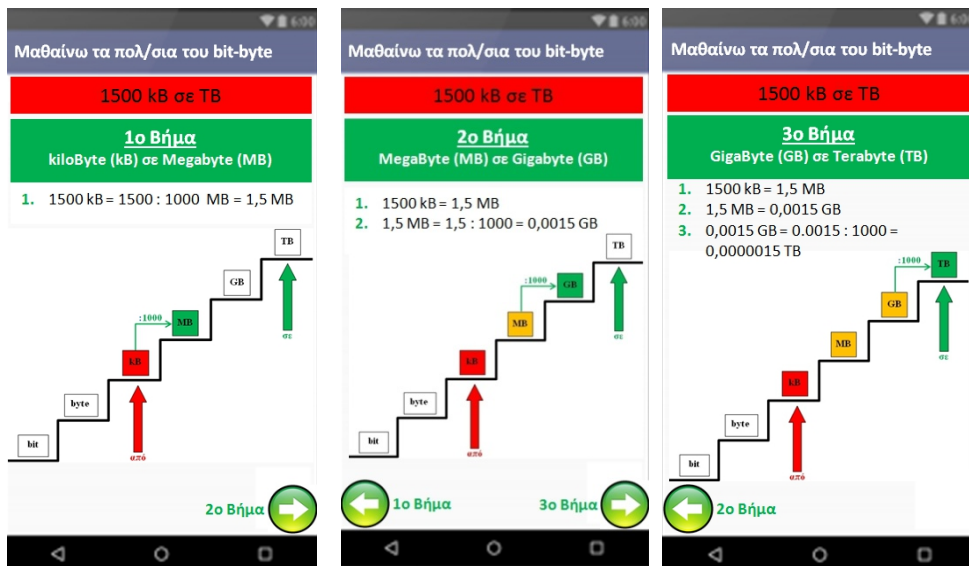 6:00
Μαθαίνω τα πολ/σια του bit-byte
1500 kB σε TB
1ο Βήμα
kiloByte (kB) σε Megabyte (MB)
1. 1500 kB = 1500 : 1000 MB = 1,5 MB
TB
GB
:1000
MB
kB
σε
byte
bit
από
2ο Βήμα
6:00
Μαθαίνω τα πολ/σια του bit-byte
1500 kB σε TB
2ο Βήμα
MegaByte (MB) σε Gigabyte (GB)
1. 1500 kB = 1,5 MB
2. 1,5 MB = 1,5 : 1000 = 0,0015 GB
TB
:1000
GB
MB
σε
kB
byte
bit
από
1ο Βήμα
3ο Βήμα
6:00
Μαθαίνω τα πολ/σια του bit-byte
1500 kB σε TB
3ο Βήμα
GigaByte (GB) σε Terabyte (TB)
1. 1500 kB = 1,5 MB
2. 1,5 MB = 0,0015 GB
3. 0,0015 GB = 0.0015 : 1000 =
0,0000015 TB
:1000
TB
GB
MB
σε
kB
byte
bit
από
2ο Βήμα